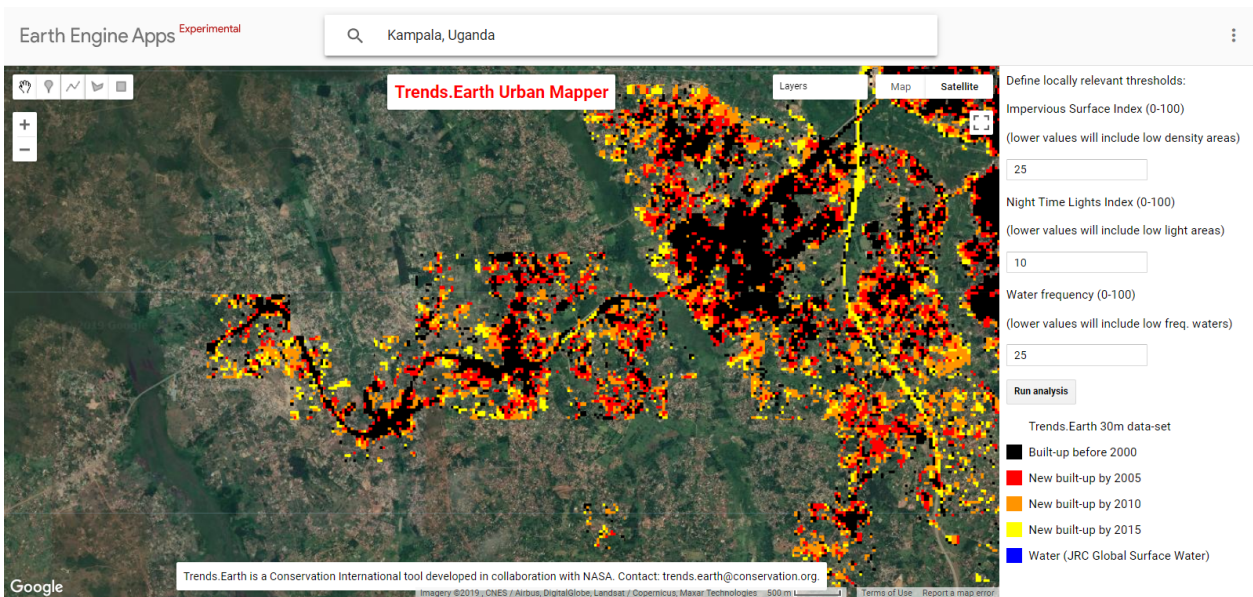 Earth Engine Apps Experimental
Kampala, Uganda
Trends.Earth Urban Mapper
Layers
Map
Satellite
+
−
Define locally relevant thresholds:
Impervious Surface Index (0-100)
(lower values will include low density areas)
25
Night Time Lights Index (0-100)
(lower values will include low light areas)
10
Water frequency (0-100)
(lower values will include low freq. waters)
25
Run analysis
Trends.Earth 30m data-set
Built-up before 2000
New built-up by 2005
New built-up by 2010
New built-up by 2015
Water (JRC Global Surface Water)
Trends.Earth is a Conservation International tool developed in collaboration with NASA. Contact: trends.earth@conservation.org.
Google
Imagery ©2019 , CNES / Airbus, DigitalGlobe, Landsat / Copernicus, Maxar Technologies
500 m
Terms of Use
Report a map error